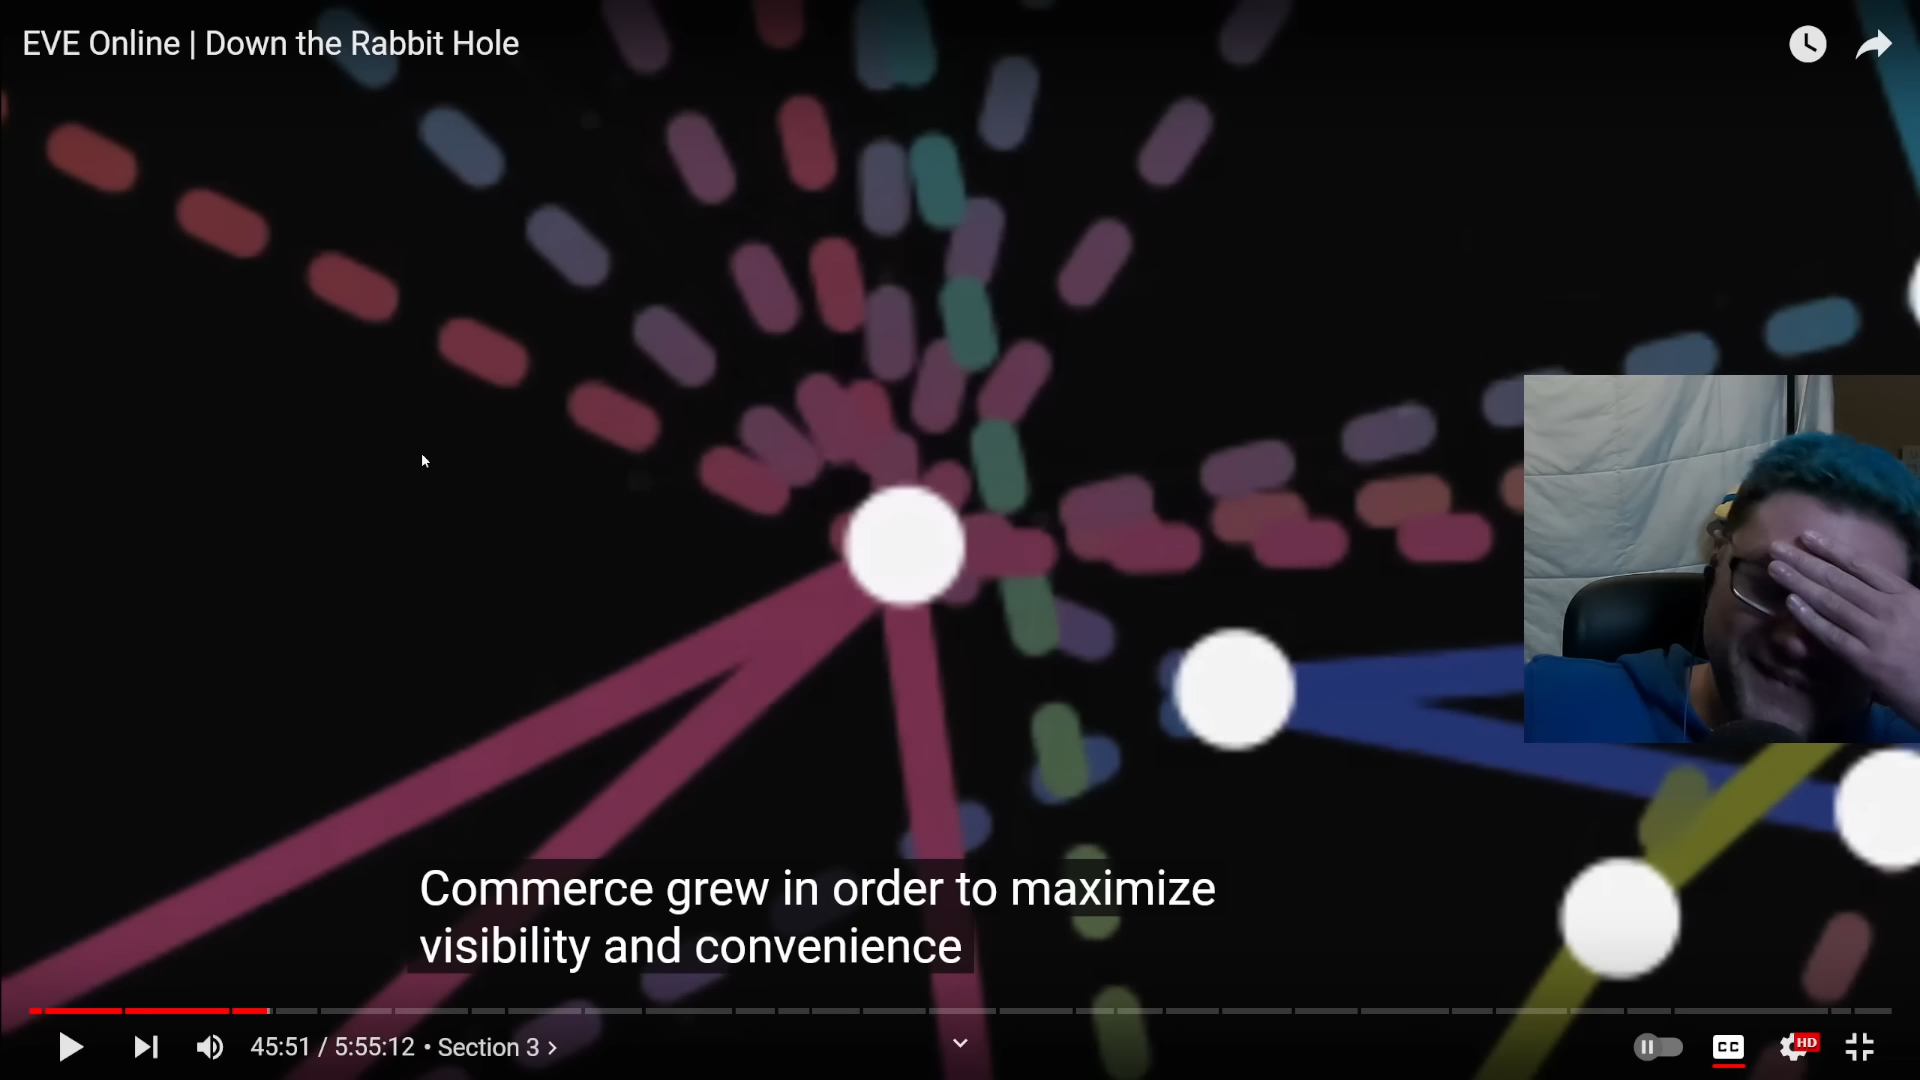 EVE Online | Down the Rabbit Hole
Commerce grew in order to maximize
visibility and convenience
45:51 / 5:55:12 • Section 3 >
CC
HD